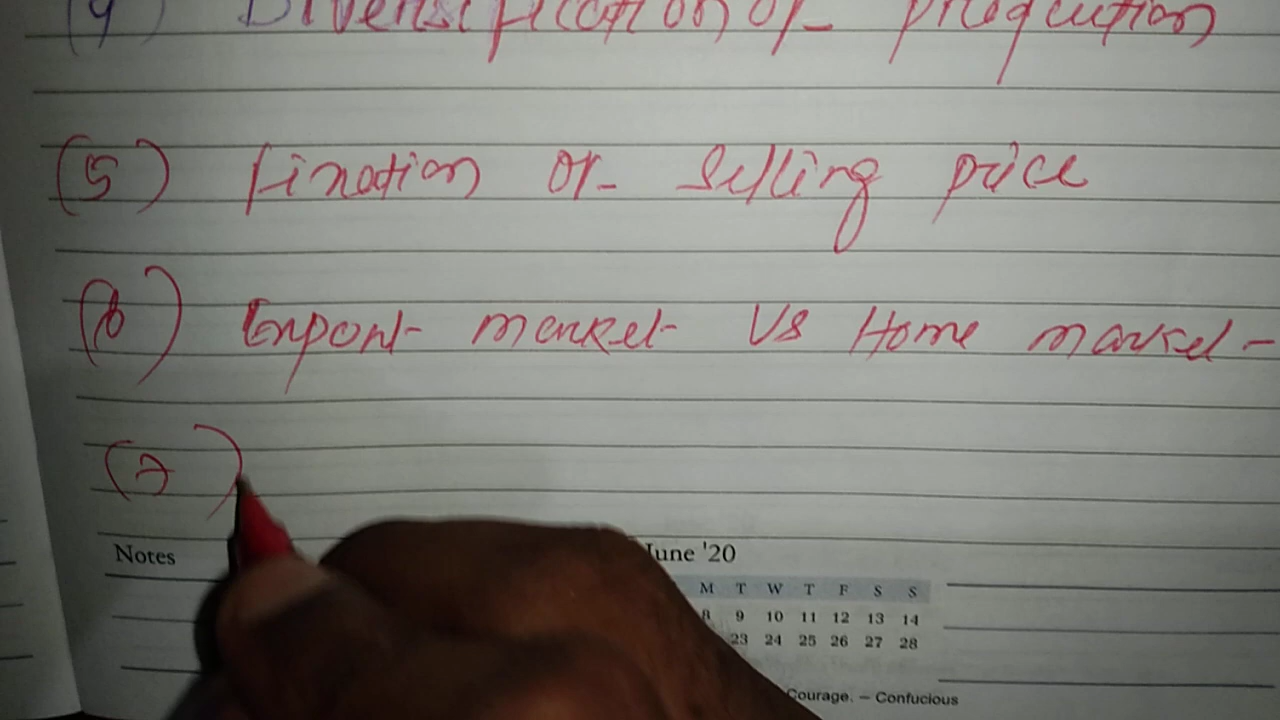 (4) Diversification of production
(5) Fixation of selling price
(6) Export market Vs Home market
(7)
Notes
June '20
M T W T F S S
8 9 10 11 12 13 14
23 24 25 26 27 28
Courage. – Confucious